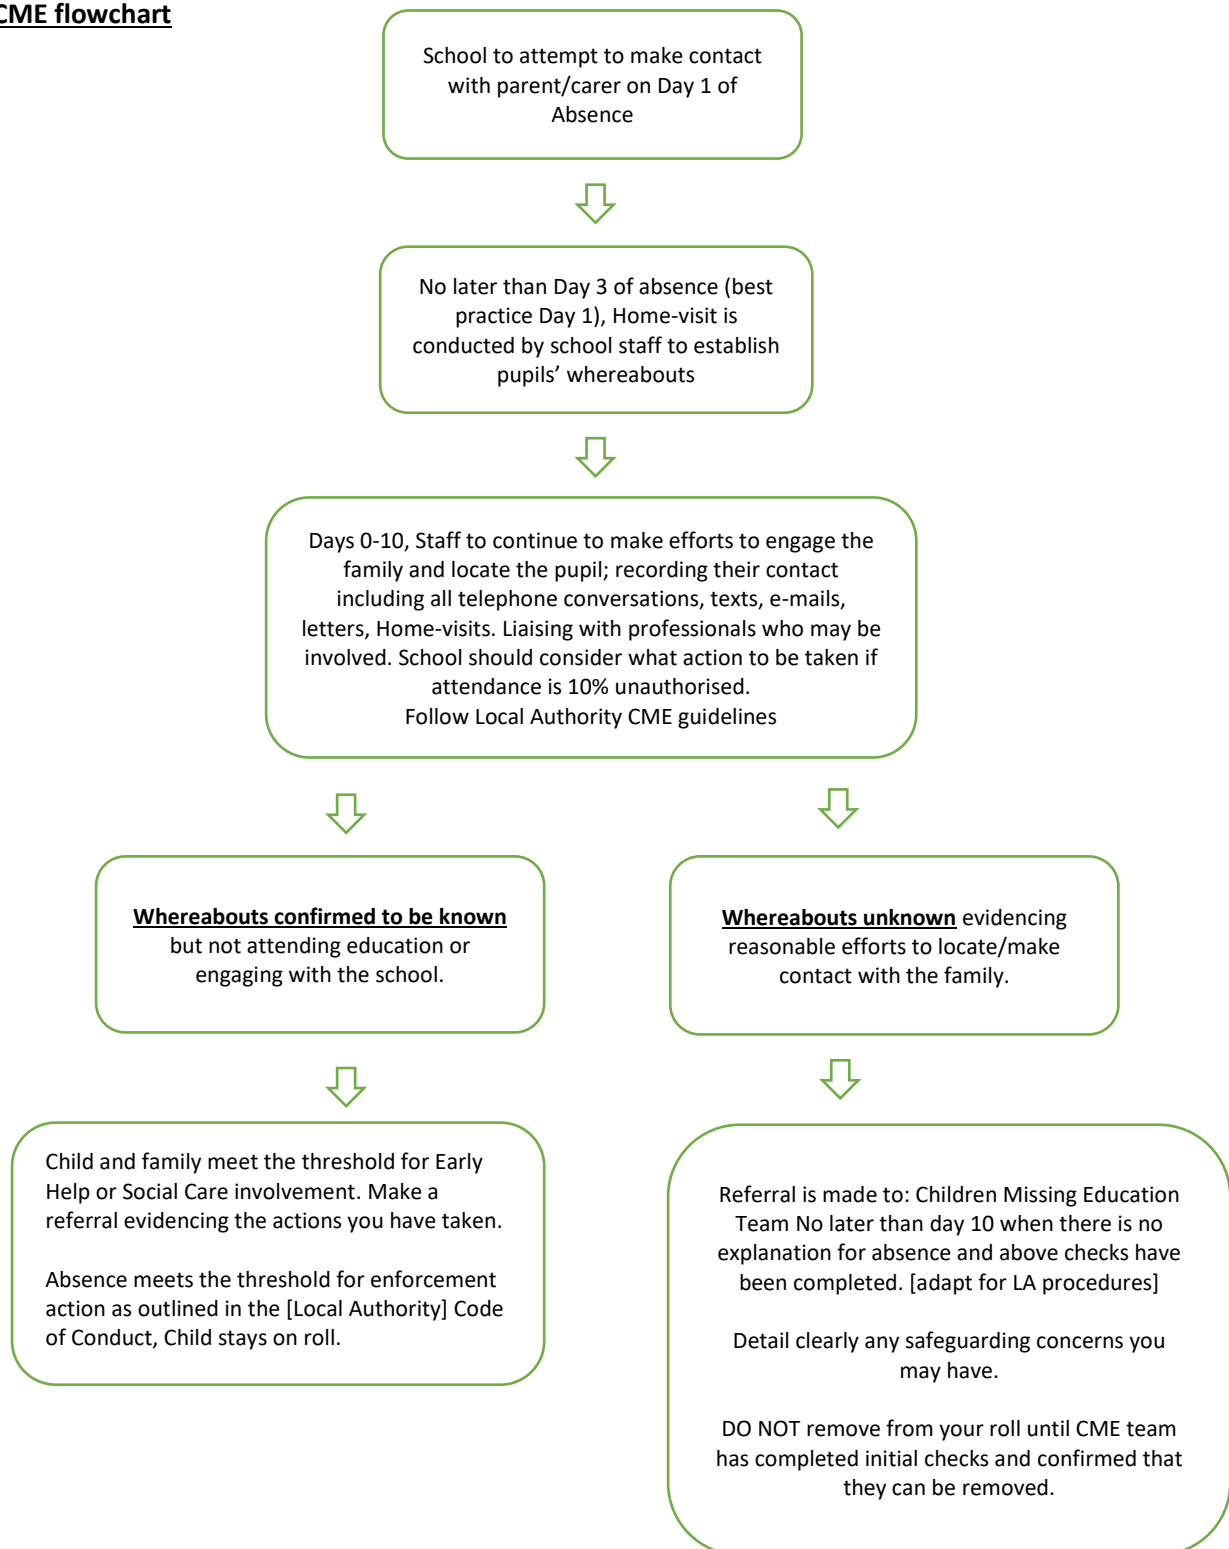 CME flowchart
School to attempt to make contact
with parent/carer on Day 1 of
Absence
No later than Day 3 of absence (best
practice Day 1), Home-visit is
conducted by school staff to establish
pupils’ whereabouts
Days 0-10, Staff to continue to make efforts to engage the
family and locate the pupil; recording their contact
including all telephone conversations, texts, e-mails,
letters, Home-visits. Liaising with professionals who may be
involved. School should consider what action to be taken if
attendance is 10% unauthorised.
Follow Local Authority CME guidelines
Whereabouts confirmed to be known
but not attending education or
engaging with the school.
Whereabouts unknown evidencing
reasonable efforts to locate/make
contact with the family.
Child and family meet the threshold for Early
Help or Social Care involvement. Make a
referral evidencing the actions you have taken.
Absence meets the threshold for enforcement
action as outlined in the [Local Authority] Code
of Conduct, Child stays on roll.
Referral is made to: Children Missing Education
Team No later than day 10 when there is no
explanation for absence and above checks have
been completed. [adapt for LA procedures]
Detail clearly any safeguarding concerns you
may have.
DO NOT remove from your roll until CME team
has completed initial checks and confirmed that
they can be removed.